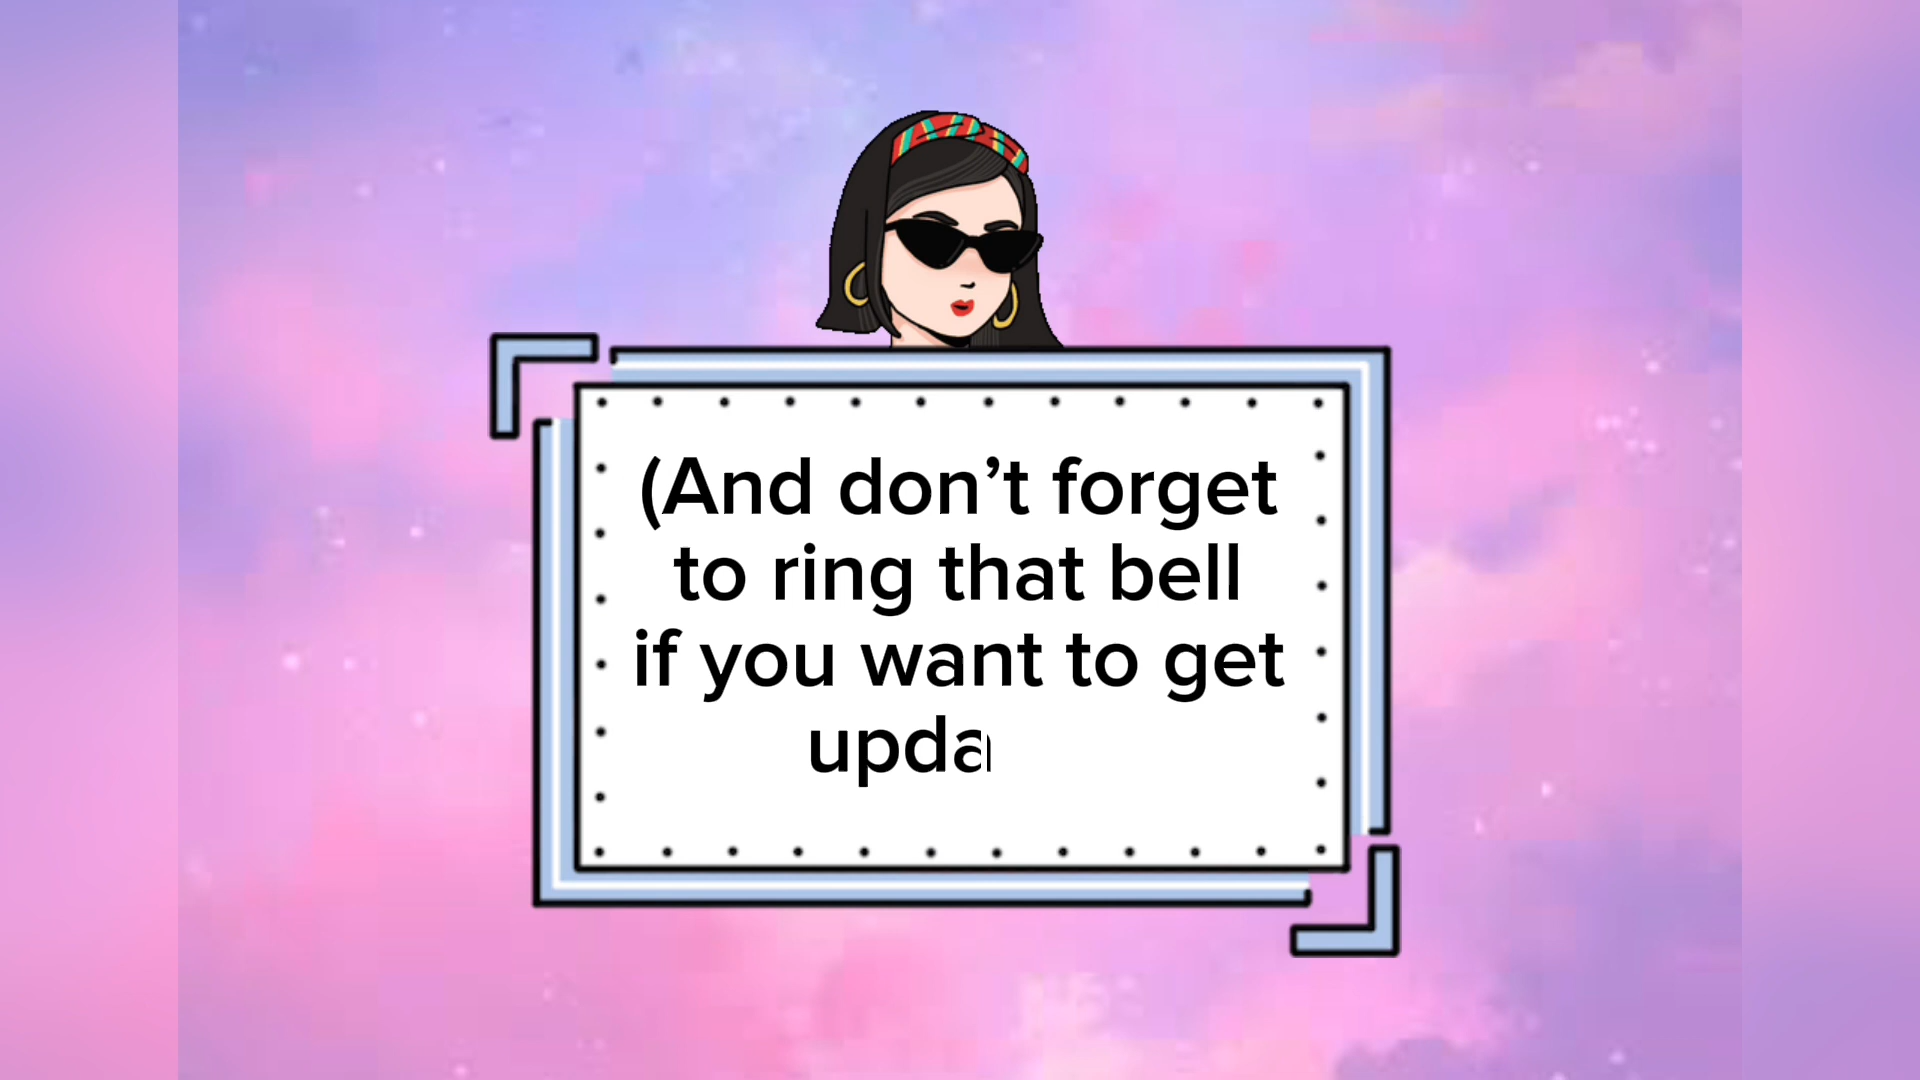 (And don’t forget
to ring that bell
if you want to get
upda